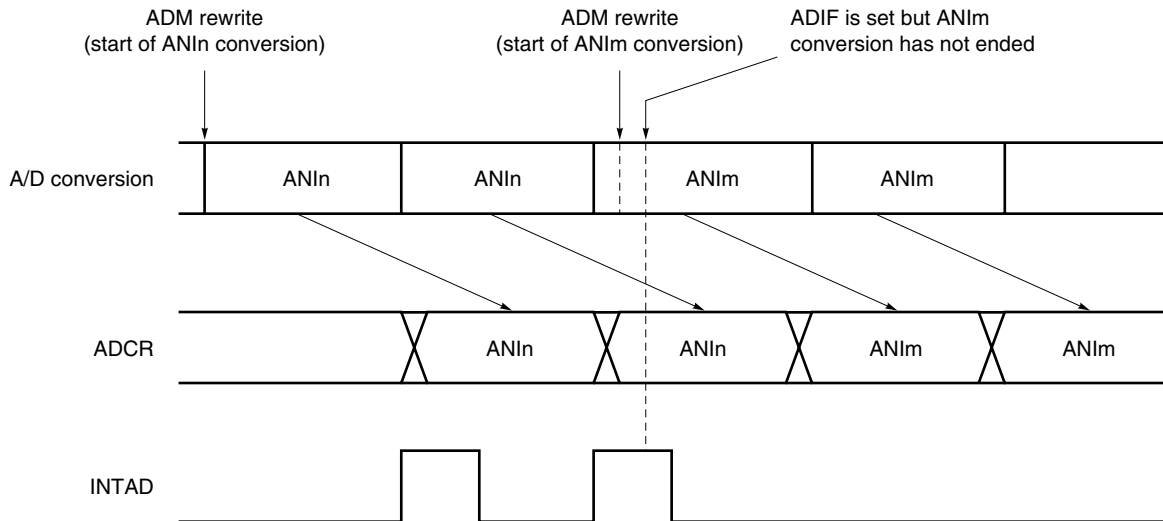 ADM rewrite
(start of ANIn conversion)
ADM rewrite
(start of ANIm conversion)
ADIF is set but ANIm
conversion has not ended
A/D conversion
ANIn
ANIn
ANIm
ANIm
ADCR
ANIn
ANIn
ANIm
ANIm
INTAD